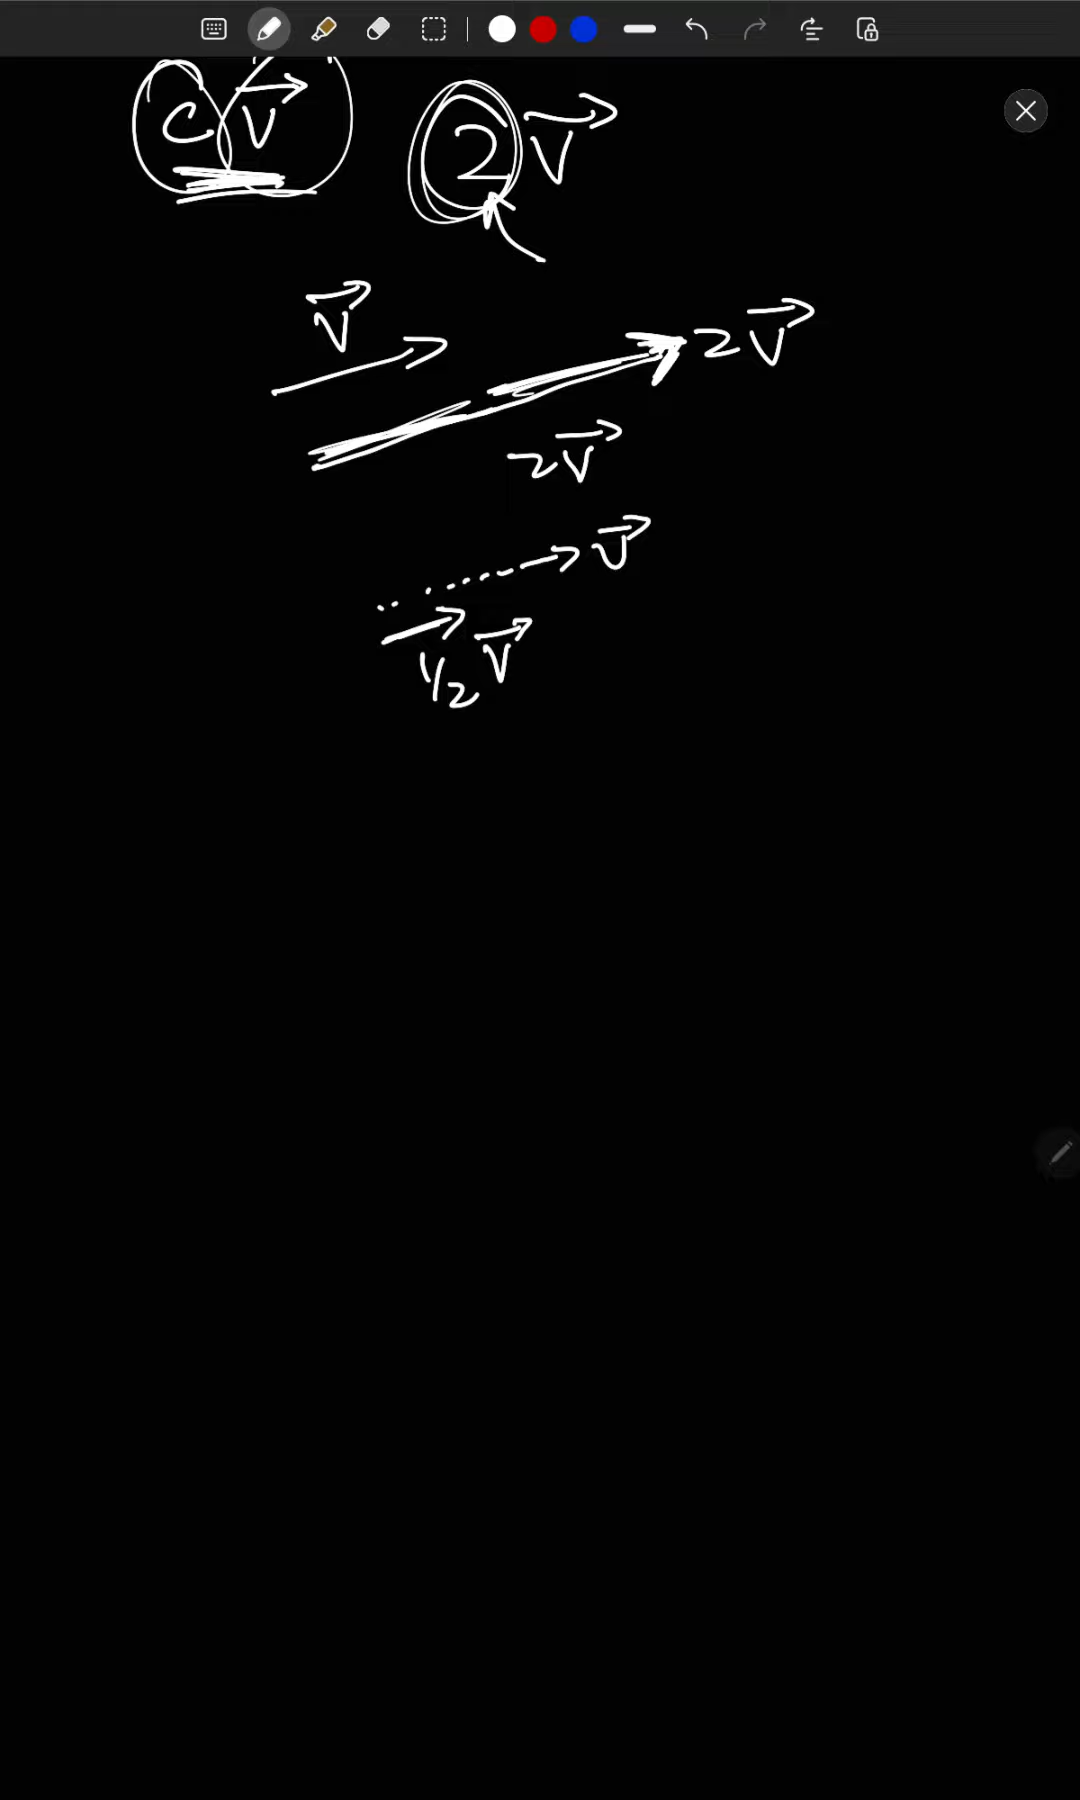 c v⃗ 2 v⃗
v⃗
2 v⃗
2 v⃗
v⃗
1/2 v⃗